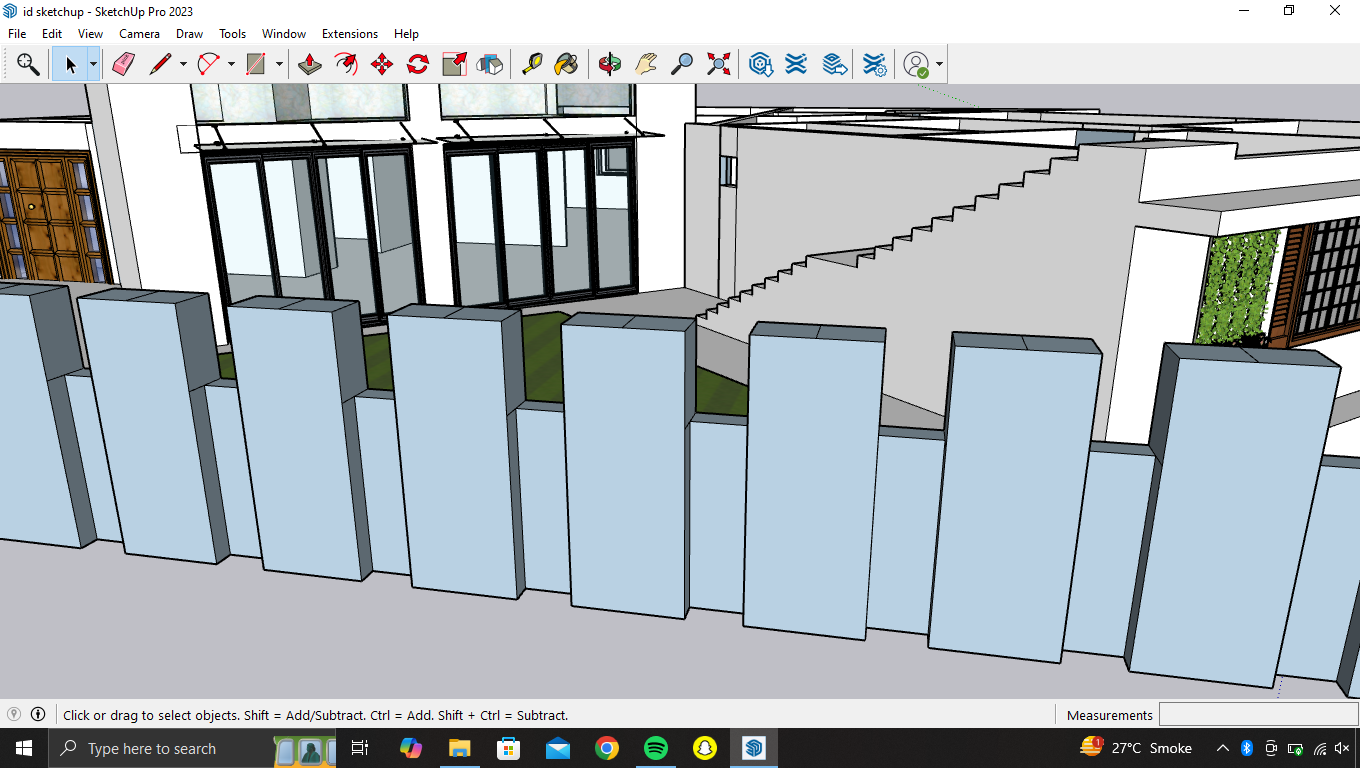 id sketchup - SketchUp Pro 2023
File Edit View Camera Draw Tools Window Extensions Help
Click or drag to select objects. Shift = Add/Subtract. Ctrl = Add. Shift + Ctrl = Subtract.
Measurements
Type here to search
1
27°C Smoke